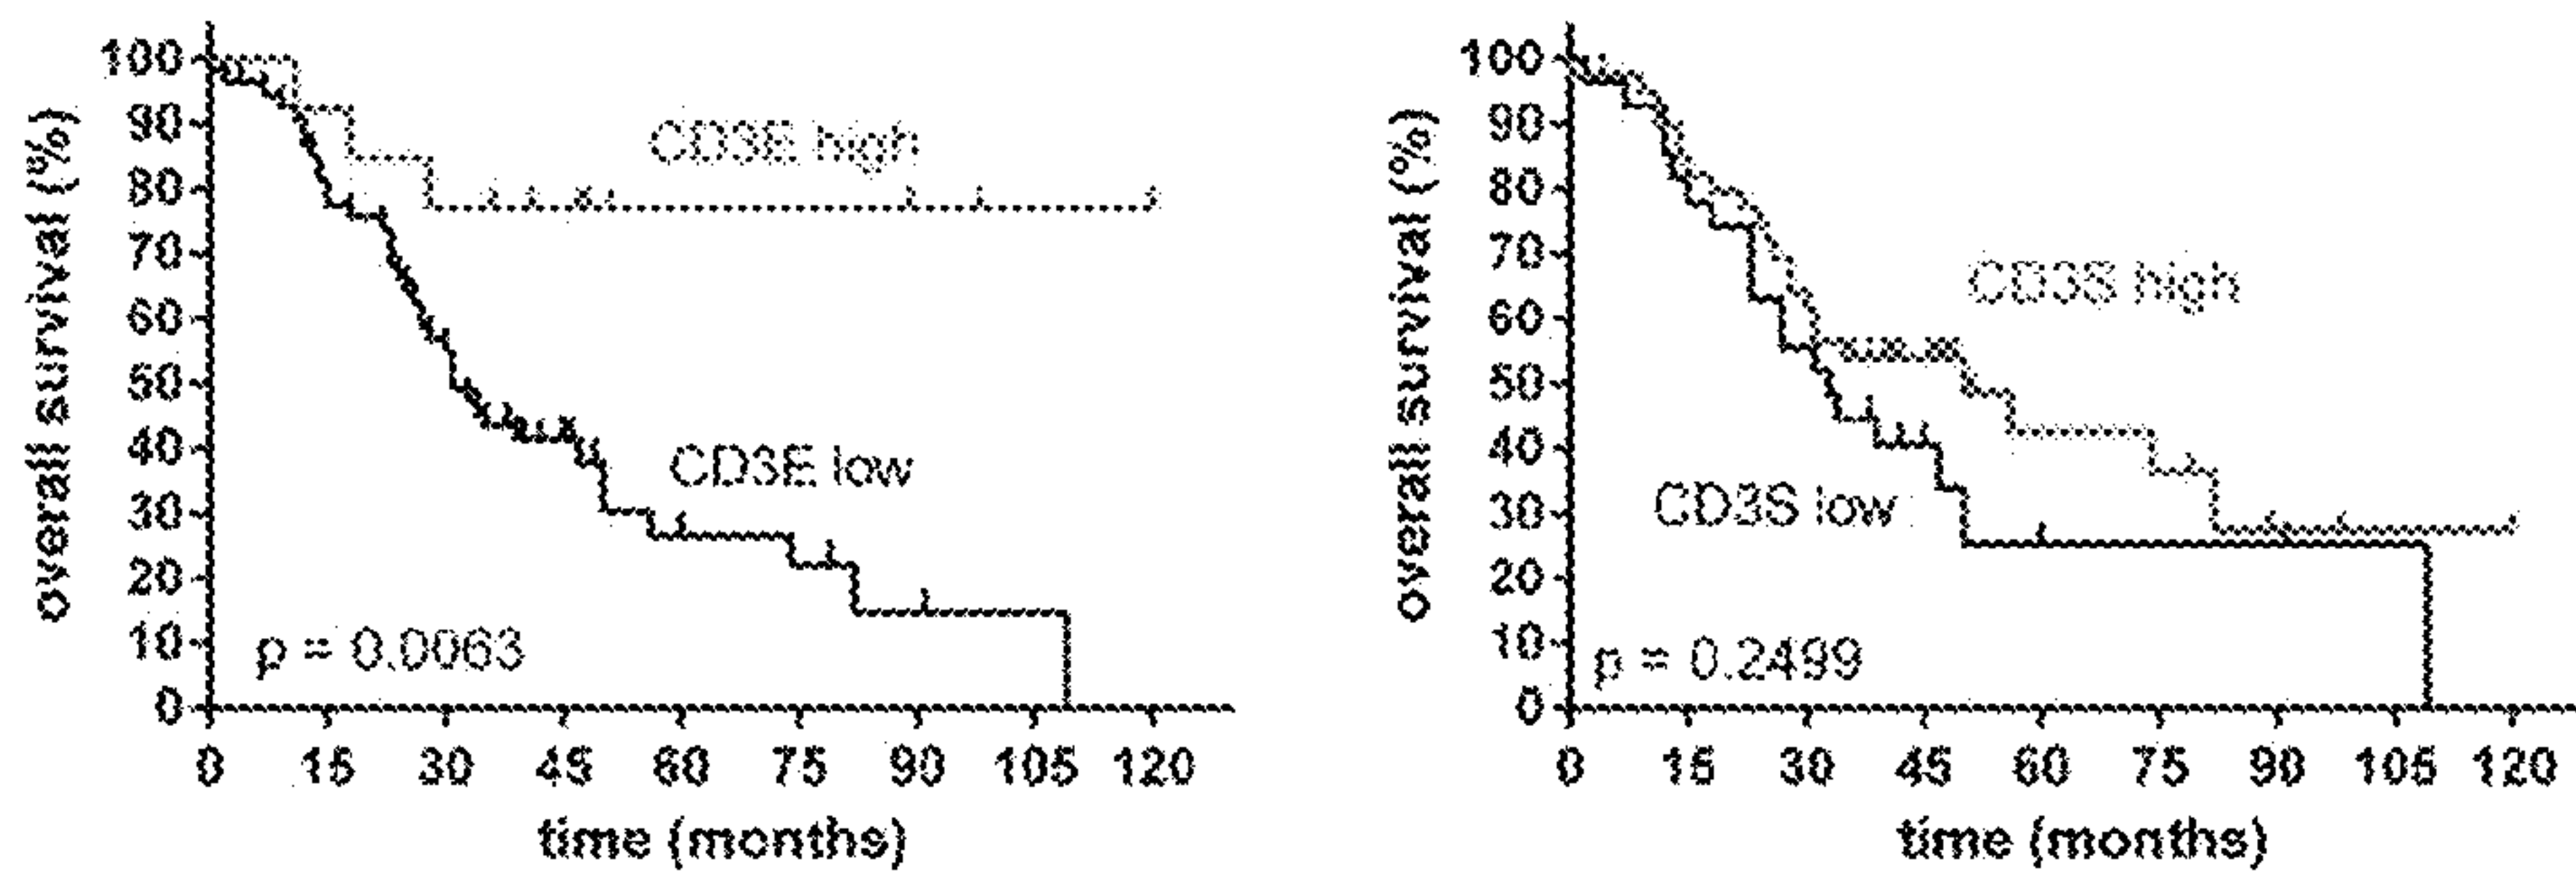 overall survival (%)
100
90
80
70
60
50
40
30
20
10
0
CD3E high
CD3E low
p = 0.0063
0 15 30 45 60 75 90 105 120
time (months)
overall survival (%)
100
90
80
70
60
50
40
30
20
10
0
CD3S high
CD3S low
p = 0.2499
0 15 30 45 60 75 90 105 120
time (months)